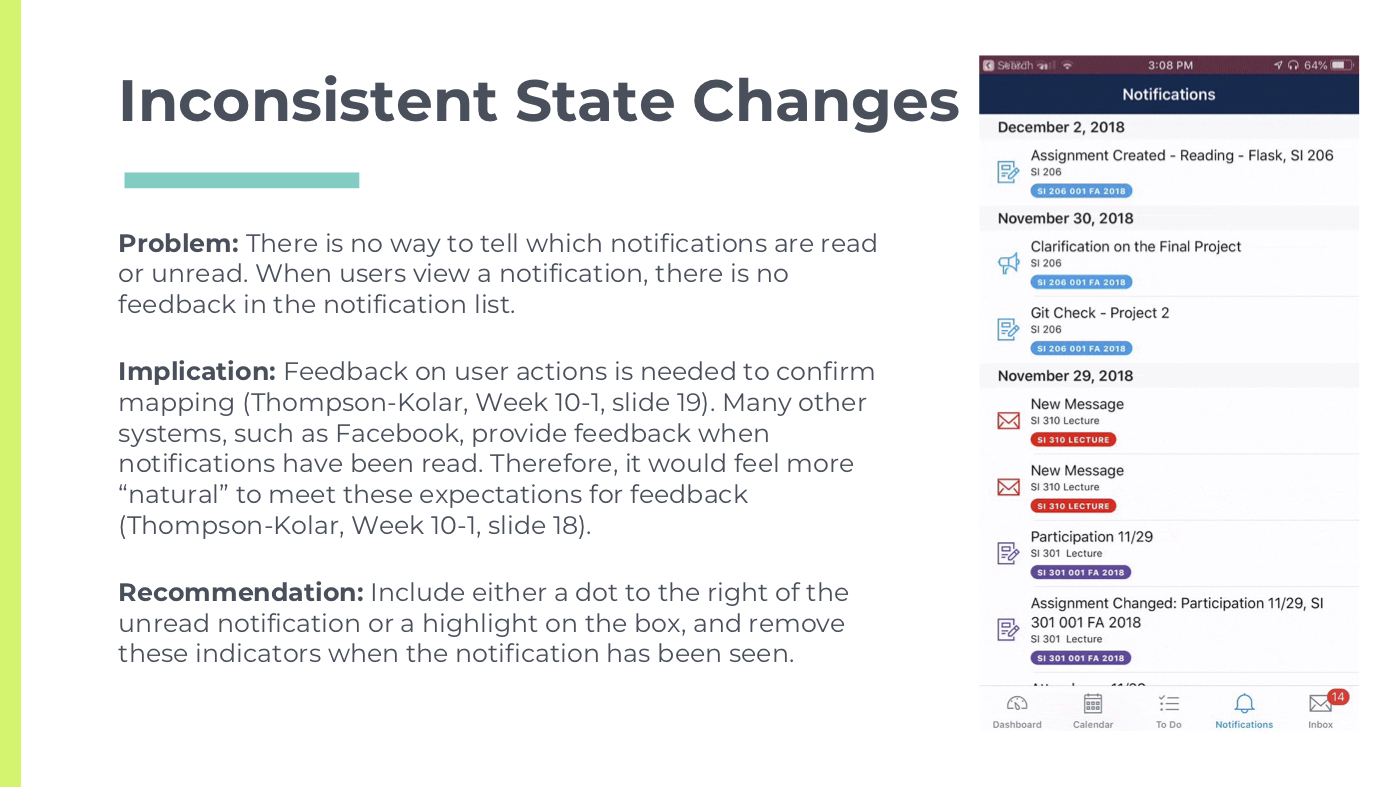 Inconsistent State Changes
Problem: There is no way to tell which notifications are read
or unread. When users view a notification, there is no
feedback in the notification list.
Implication: Feedback on user actions is needed to confirm
mapping (Thompson-Kolar, Week 10-1, slide 19). Many other
systems, such as Facebook, provide feedback when
notifications have been read. Therefore, it would feel more
“natural” to meet these expectations for feedback
(Thompson-Kolar, Week 10-1, slide 18).
Recommendation: Include either a dot to the right of the
unread notification or a highlight on the box, and remove
these indicators when the notification has been seen.
3:08 PM 64%
Notifications
December 2, 2018
Assignment Created - Reading - Flask, SI 206
SI 206
SI 206 001 FA 2018
November 30, 2018
Clarification on the Final Project
SI 206
SI 206 001 FA 2018
Git Check - Project 2
SI 206
SI 206 001 FA 2018
November 29, 2018
New Message
SI 310 Lecture
SI 310 LECTURE
New Message
SI 310 Lecture
SI 310 LECTURE
Participation 11/29
SI 301 Lecture
SI 301 001 FA 2018
Assignment Changed: Participation 11/29, SI
301 001 FA 2018
SI 301 Lecture
SI 301 001 FA 2018
14
Dashboard Calendar To Do Notifications Inbox